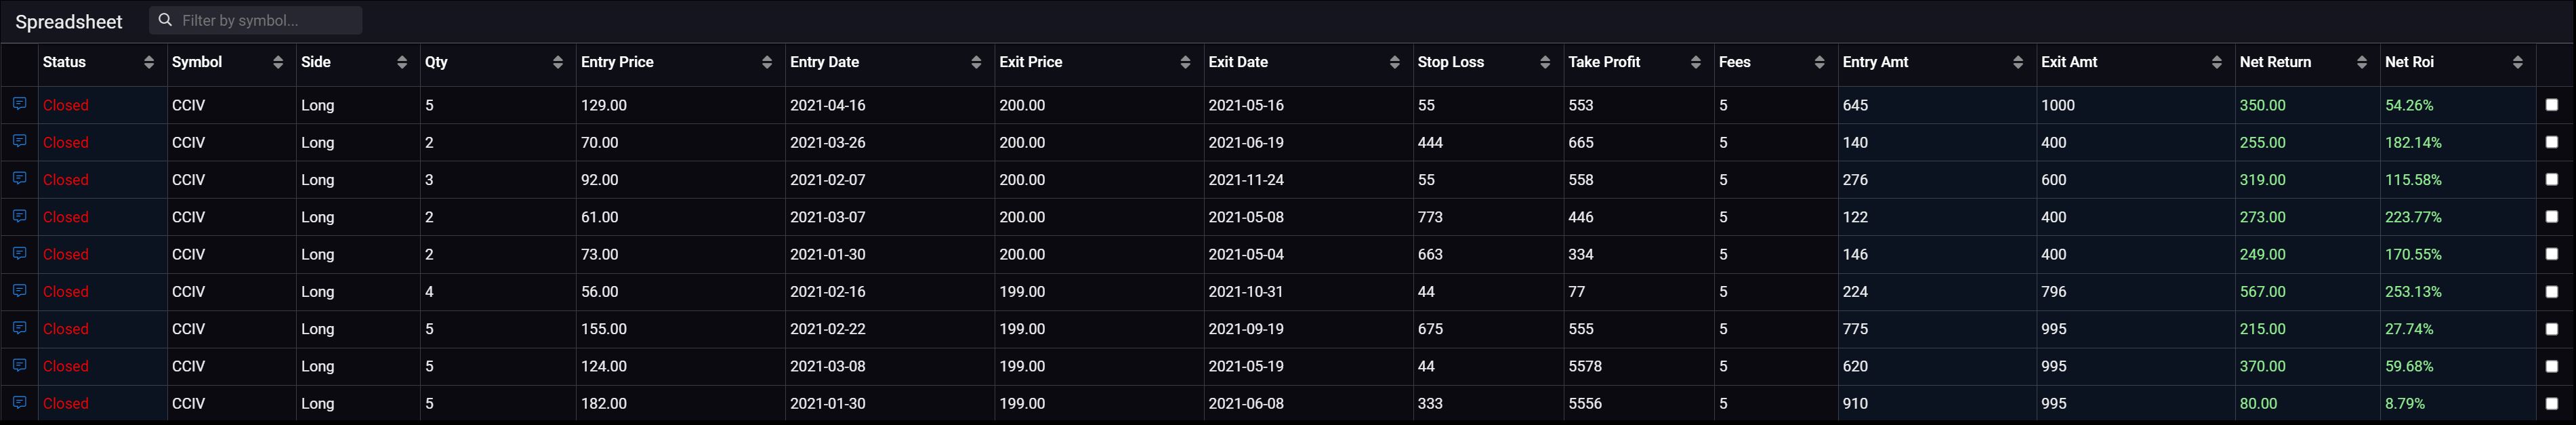 Spreadsheet Filter by symbol...
Status Symbol Side Qty Entry Price Entry Date Exit Price Exit Date Stop Loss Take Profit Fees Entry Amt Exit Amt Net Return Net Roi
Closed CCIV Long 5 129.00 2021-04-16 200.00 2021-05-16 55 553 5 645 1000 350.00 54.26%
Closed CCIV Long 2 70.00 2021-03-26 200.00 2021-06-19 444 665 5 140 400 255.00 182.14%
Closed CCIV Long 3 92.00 2021-02-07 200.00 2021-11-24 55 558 5 276 600 319.00 115.58%
Closed CCIV Long 2 61.00 2021-03-07 200.00 2021-05-08 773 446 5 122 400 273.00 223.77%
Closed CCIV Long 2 73.00 2021-01-30 200.00 2021-05-04 663 334 5 146 400 249.00 170.55%
Closed CCIV Long 4 56.00 2021-02-16 199.00 2021-10-31 44 77 5 224 796 567.00 253.13%
Closed CCIV Long 5 155.00 2021-02-22 199.00 2021-09-19 675 555 5 775 995 215.00 27.74%
Closed CCIV Long 5 124.00 2021-03-08 199.00 2021-05-19 44 5578 5 620 995 370.00 59.68%
Closed CCIV Long 5 182.00 2021-01-30 199.00 2021-06-08 333 5556 5 910 995 80.00 8.79%